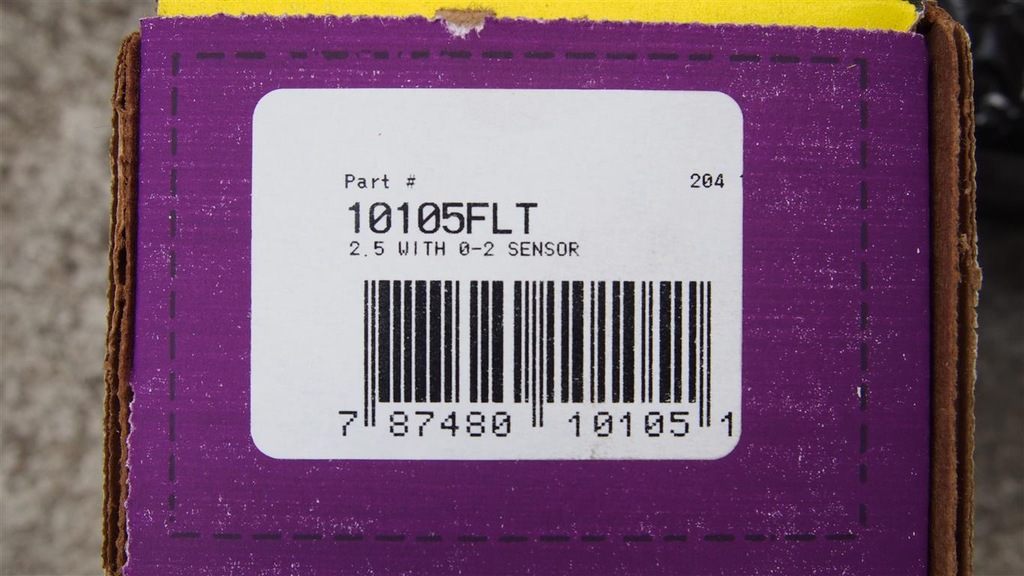 Part # 204
10105FLT
2.5 WITH 0-2 SENSOR
7 87480 10105 1